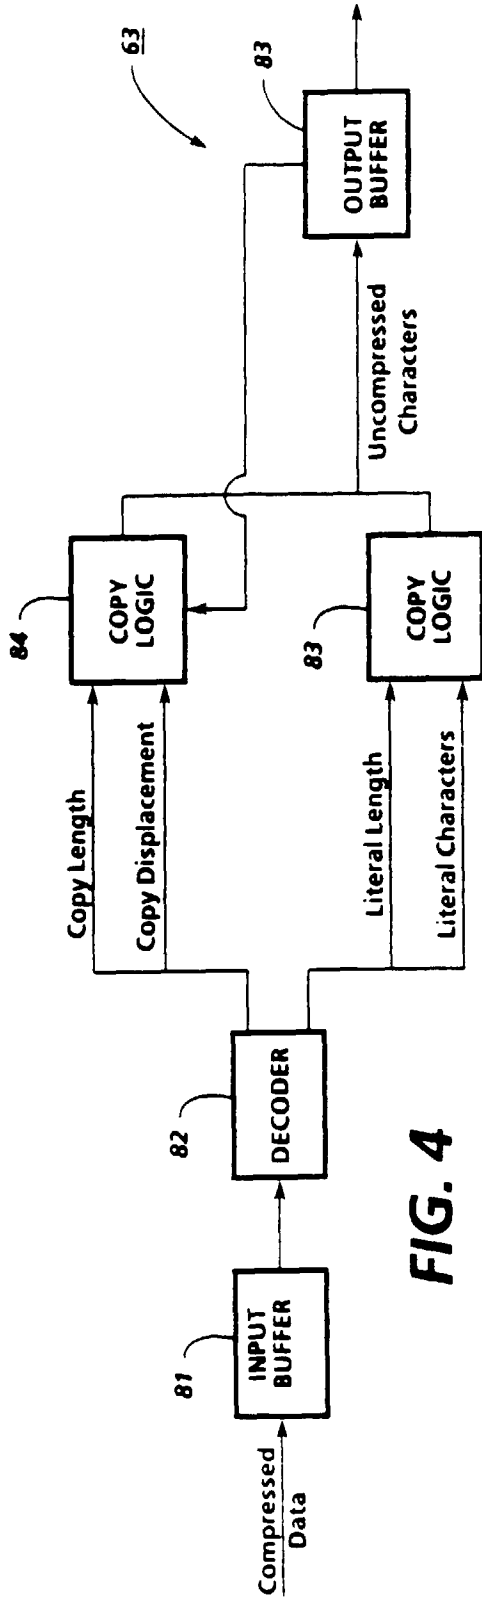 Compressed
Data
81
INPUT
BUFFER
82
DECODER
Copy Length
Copy Displacement
Literal Length
Literal Characters
84
COPY
LOGIC
83
COPY
LOGIC
Uncompressed
Characters
83
OUTPUT
BUFFER
63
FIG. 4